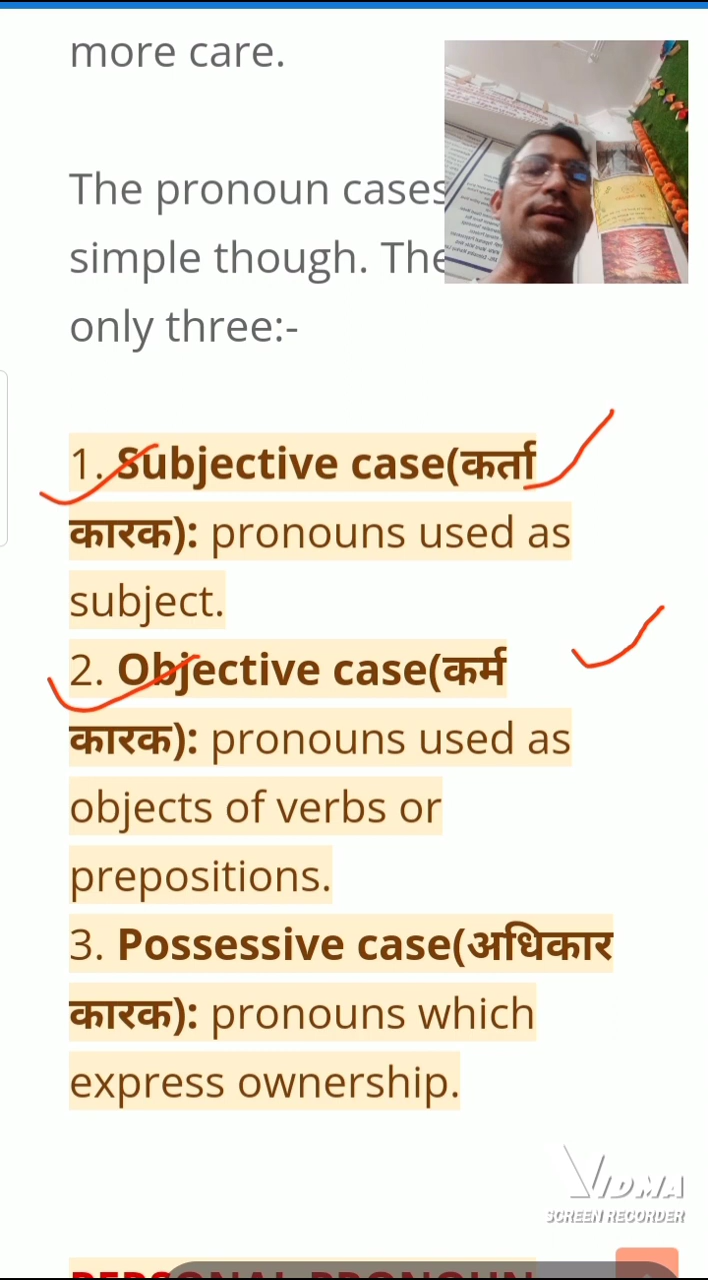 more care.
The pronoun cases
simple though. The
only three:-
1. Subjective case(कर्ता
कारक): pronouns used as
subject.
2. Objective case(कर्म
कारक): pronouns used as
objects of verbs or
prepositions.
3. Possessive case(अधिकार
कारक): pronouns which
express ownership.
VIDMA
SCREEN RECORDER
PERSONAL PRONOUN